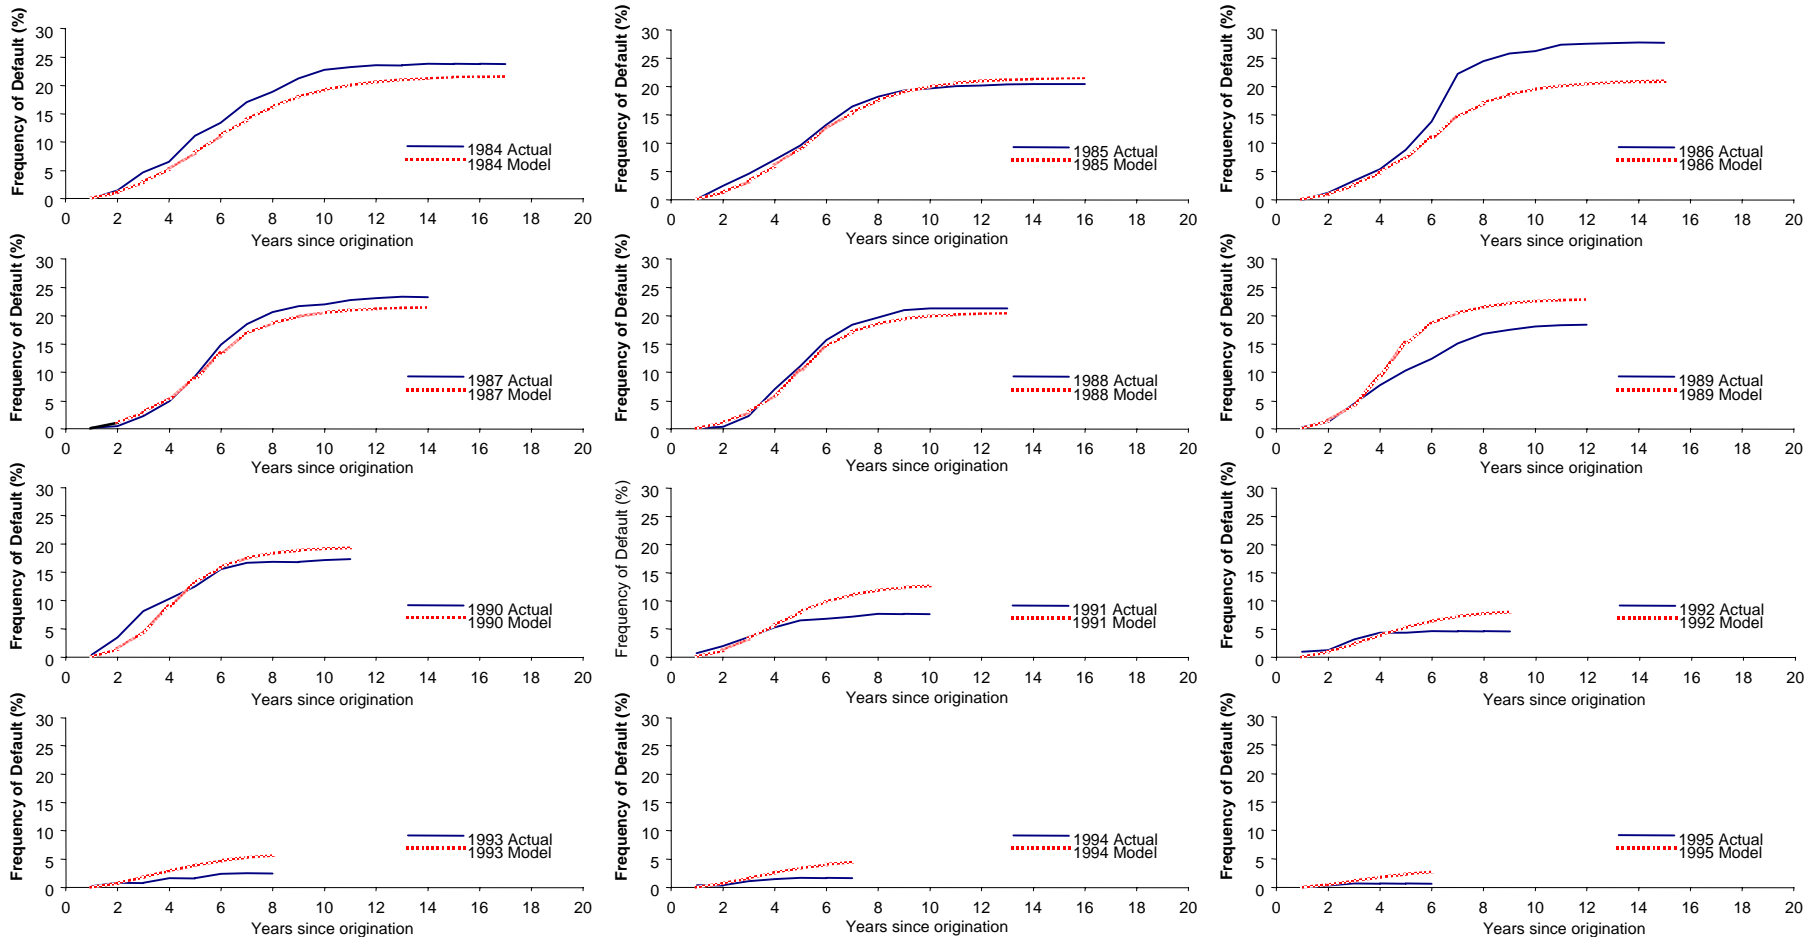 Frequency of Default (%)
30
25
20
15
10
5
0
1984 Actual
1984 Model
0 2 4 6 8 10 12 14 16 18 20
Years since origination
Frequency of Default (%)
30
25
20
15
10
5
0
1985 Actual
1985 Model
0 2 4 6 8 10 12 14 16 18 20
Years since origination
Frequency of Default (%)
30
25
20
15
10
5
0
1986 Actual
1986 Model
0 2 4 6 8 10 12 14 16 18 20
Years since origination
Frequency of Default (%)
30
25
20
15
10
5
0
1987 Actual
1987 Model
0 2 4 6 8 10 12 14 16 18 20
Years since origination
Frequency of Default (%)
30
25
20
15
10
5
0
1988 Actual
1988 Model
0 2 4 6 8 10 12 14 16 18 20
Years since origination
Frequency of Default (%)
30
25
20
15
10
5
0
1989 Actual
1989 Model
0 2 4 6 8 10 12 14 16 18 20
Years since origination
Frequency of Default (%)
30
25
20
15
10
5
0
1990 Actual
1990 Model
0 2 4 6 8 10 12 14 16 18 20
Years since origination
Frequency of Default (%)
30
25
20
15
10
5
0
1991 Actual
1991 Model
0 2 4 6 8 10 12 14 16 18 20
Years since origination
Frequency of Default (%)
30
25
20
15
10
5
0
1992 Actual
1992 Model
0 2 4 6 8 10 12 14 16 18 20
Years since origination
Frequency of Default (%)
30
25
20
15
10
5
0
1993 Actual
1993 Model
0 2 4 6 8 10 12 14 16 18 20
Years since origination
Frequency of Default (%)
30
25
20
15
10
5
0
1994 Actual
1994 Model
0 2 4 6 8 10 12 14 16 18 20
Years since origination
Frequency of Default (%)
30
25
20
15
10
5
0
1995 Actual
1995 Model
0 2 4 6 8 10 12 14 16 18 20
Years since origination